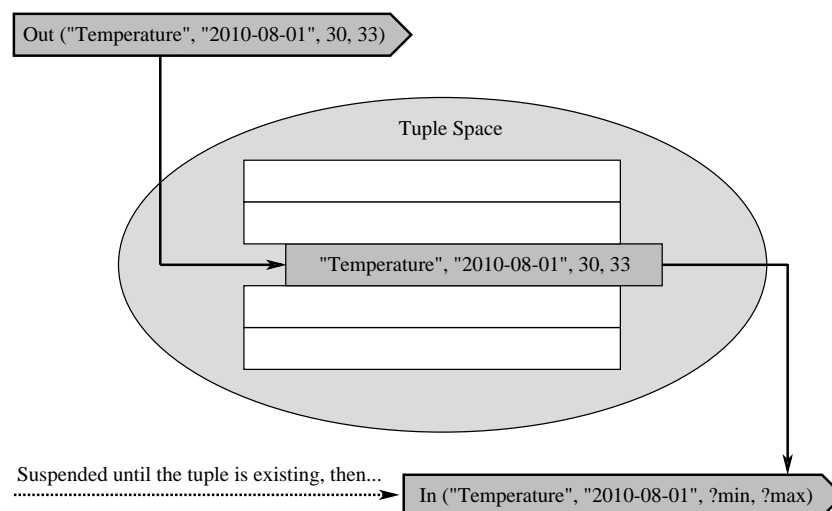 Out ("Temperature", "2010-08-01", 30, 33)
Tuple Space
"Temperature", "2010-08-01", 30, 33
Suspended until the tuple is existing, then...
In ("Temperature", "2010-08-01", ?min, ?max)